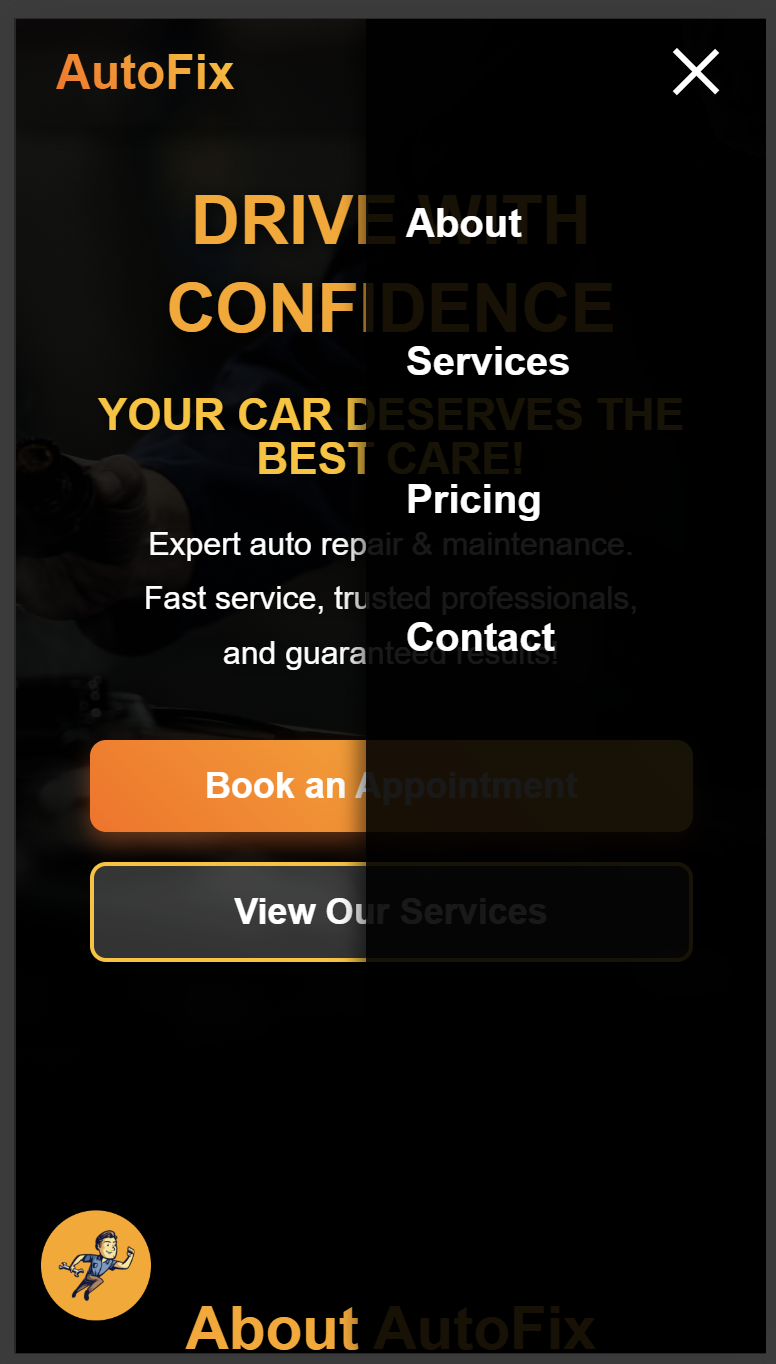 AutoFix
DRIVE WITH
CONFIDENCE
About
Services
YOUR CAR DESERVES THE
BEST CARE!
Pricing
Expert auto repair & maintenance.
Fast service, trusted professionals,
and guaranteed results!
Contact
Book an Appointment
View Our Services
About AutoFix